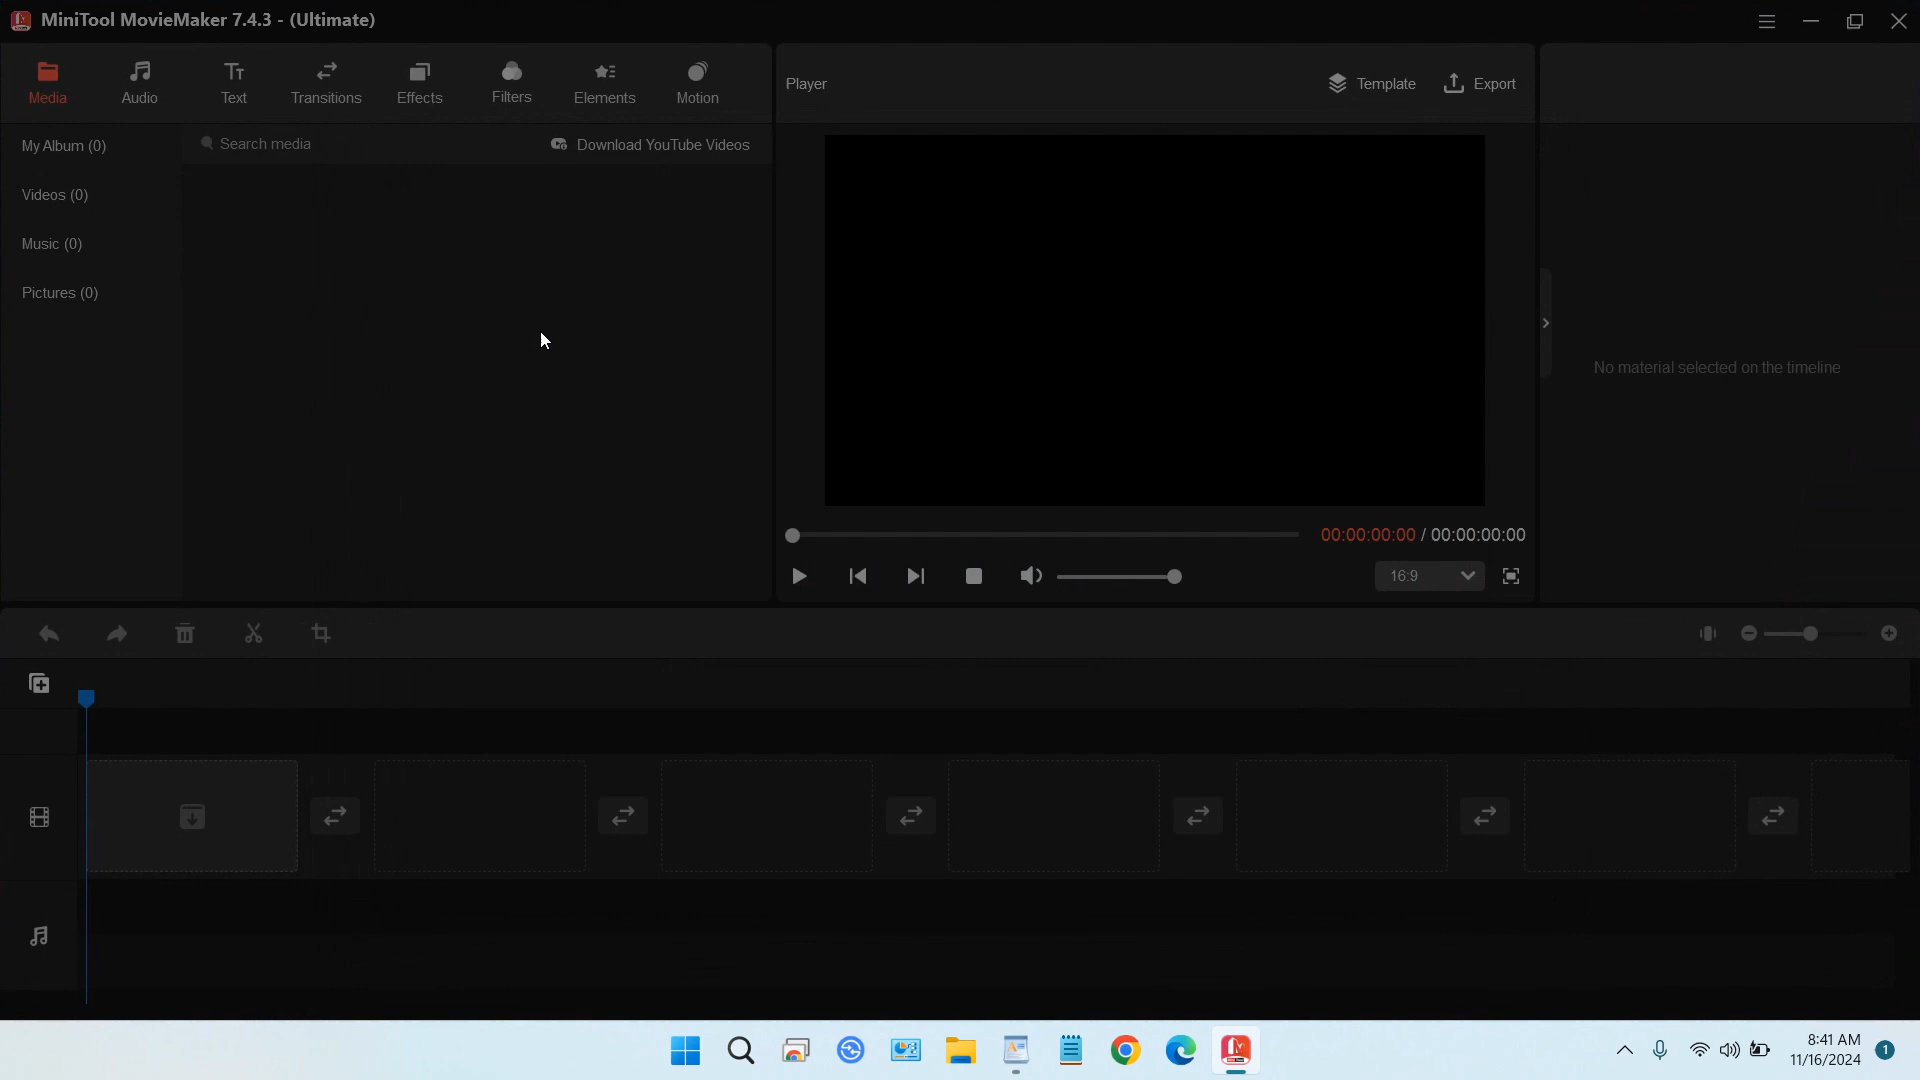 MiniTool MovieMaker 7.4.3 - (Ultimate)
Media
Audio
Text
Transitions
Effects
Filters
Elements
Motion
Player
Template
Export
My Album (0)
Search media
Download YouTube Videos
Videos (0)
Music (0)
Pictures (0)
No material selected on the timeline
00:00:00:00 / 00:00:00:00
16:9
8:41 AM
11/16/2024
1